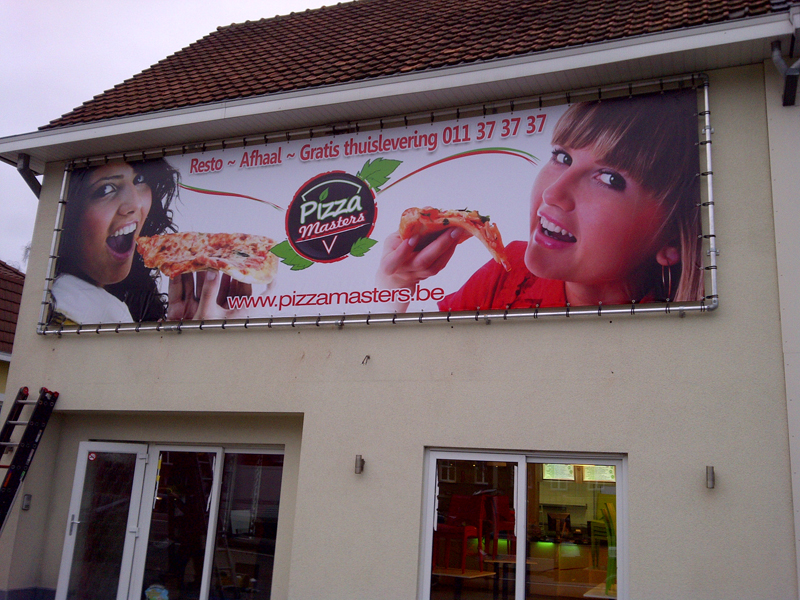 Resto ~ Afhaal ~ Gratis thuislevering 011 37 37 37
Pizza
Masters
www.pizzamasters.be